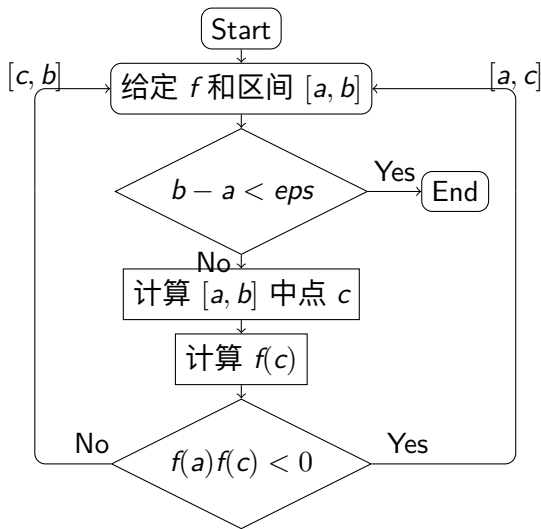 Start
[c, b]
[a, c]
给定 f 和区间 [a, b]
b − a < eps
Yes
End
No
计算 [a, b] 中点 c
计算 f(c)
No
f(a)f(c) < 0
Yes